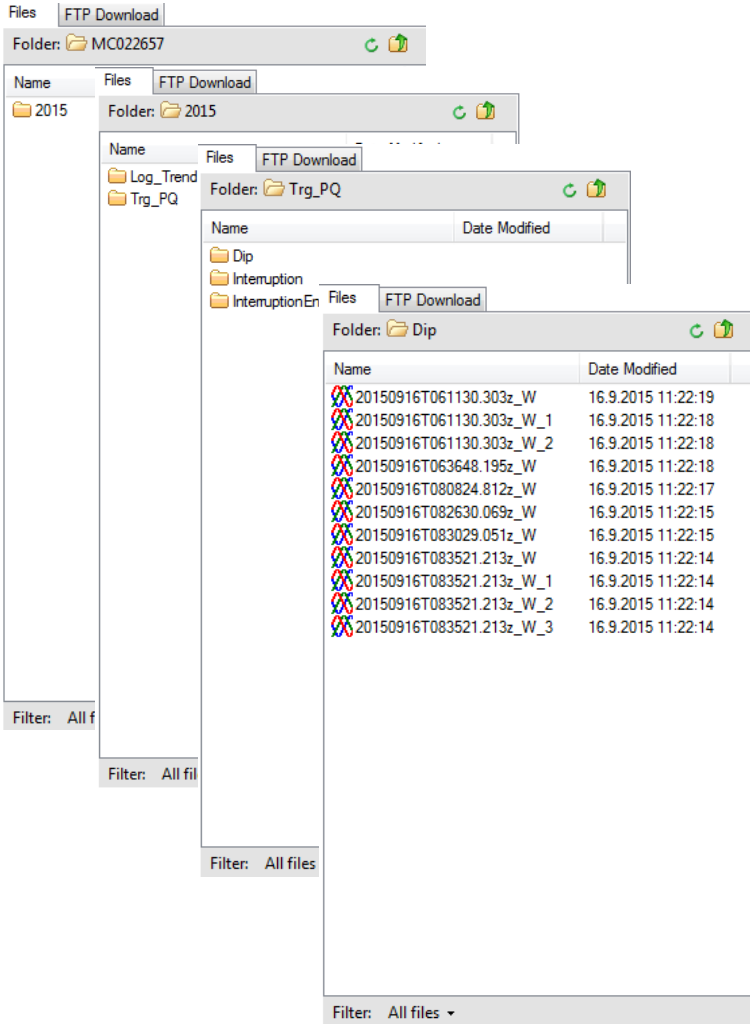 Files FTP Download
Folder: MC022657
Name
2015
Filter: All f
Files FTP Download
Folder: 2015
Name
Log_Trend
Trg_PQ
Filter: All fil
Files FTP Download
Folder: Trg_PQ
Name Date Modified
Dip
Interruption
InterruptionEn
Filter: All files
Files FTP Download
Folder: Dip
Name Date Modified
20150916T061130.303z_W 16.9.2015 11:22:19
20150916T061130.303z_W_1 16.9.2015 11:22:18
20150916T061130.303z_W_2 16.9.2015 11:22:18
20150916T063648.195z_W 16.9.2015 11:22:18
20150916T080824.812z_W 16.9.2015 11:22:17
20150916T082630.069z_W 16.9.2015 11:22:15
20150916T083029.051z_W 16.9.2015 11:22:15
20150916T083521.213z_W 16.9.2015 11:22:14
20150916T083521.213z_W_1 16.9.2015 11:22:14
20150916T083521.213z_W_2 16.9.2015 11:22:14
20150916T083521.213z_W_3 16.9.2015 11:22:14
Filter: All files